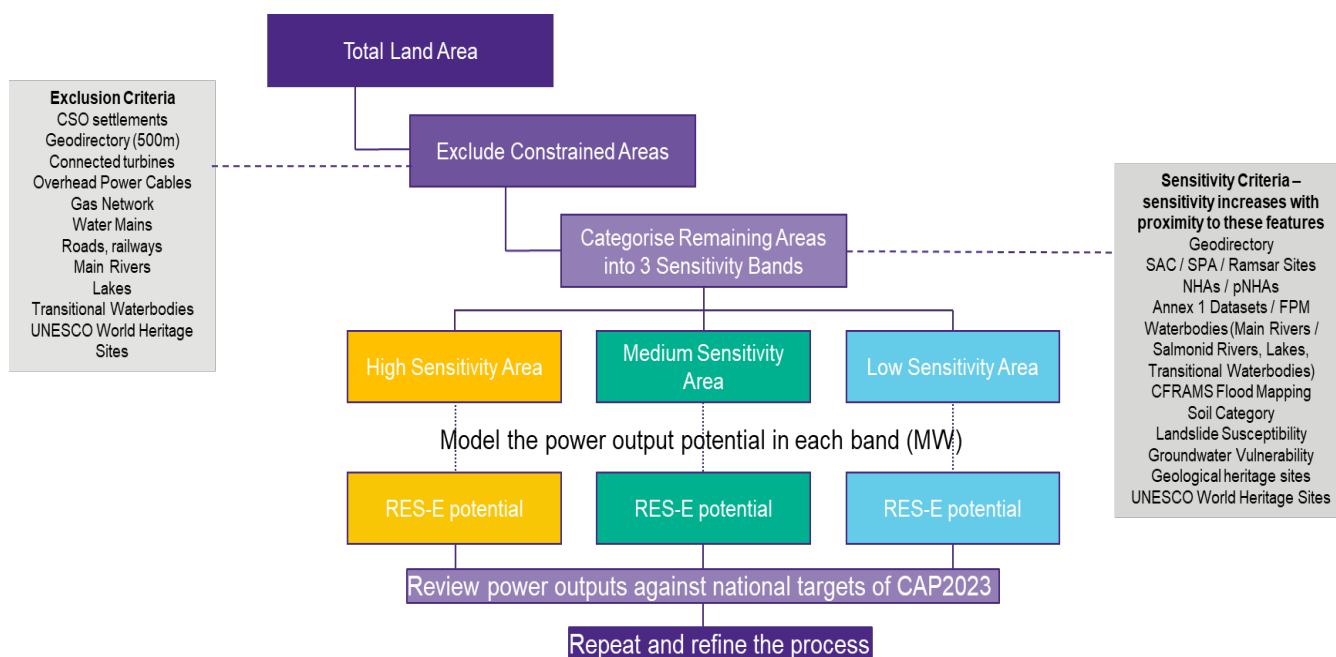 Total Land Area
Exclusion Criteria
CSO settlements
Geodirectory (500m)
Connected turbines
Overhead Power Cables
Gas Network
Water Mains
Roads, railways
Main Rivers
Lakes
Transitional Waterbodies
UNESCO World Heritage
Sites
Exclude Constrained Areas
Sensitivity Criteria –
sensitivity increases with
proximity to these features
Geodirectory
SAC / SPA / Ramsar Sites
NHAs / pNHAs
Annex 1 Datasets / FPM
Waterbodies (Main Rivers /
Salmonid Rivers, Lakes,
Transitional Waterbodies)
CFRAMS Flood Mapping
Soil Category
Landslide Susceptibility
Groundwater Vulnerability
Geological heritage sites
UNESCO World Heritage Sites
Categorise Remaining Areas
into 3 Sensitivity Bands
High Sensitivity Area
Medium Sensitivity
Area
Low Sensitivity Area
Model the power output potential in each band (MW)
RES-E potential
RES-E potential
RES-E potential
Review power outputs against national targets of CAP2023
Repeat and refine the process